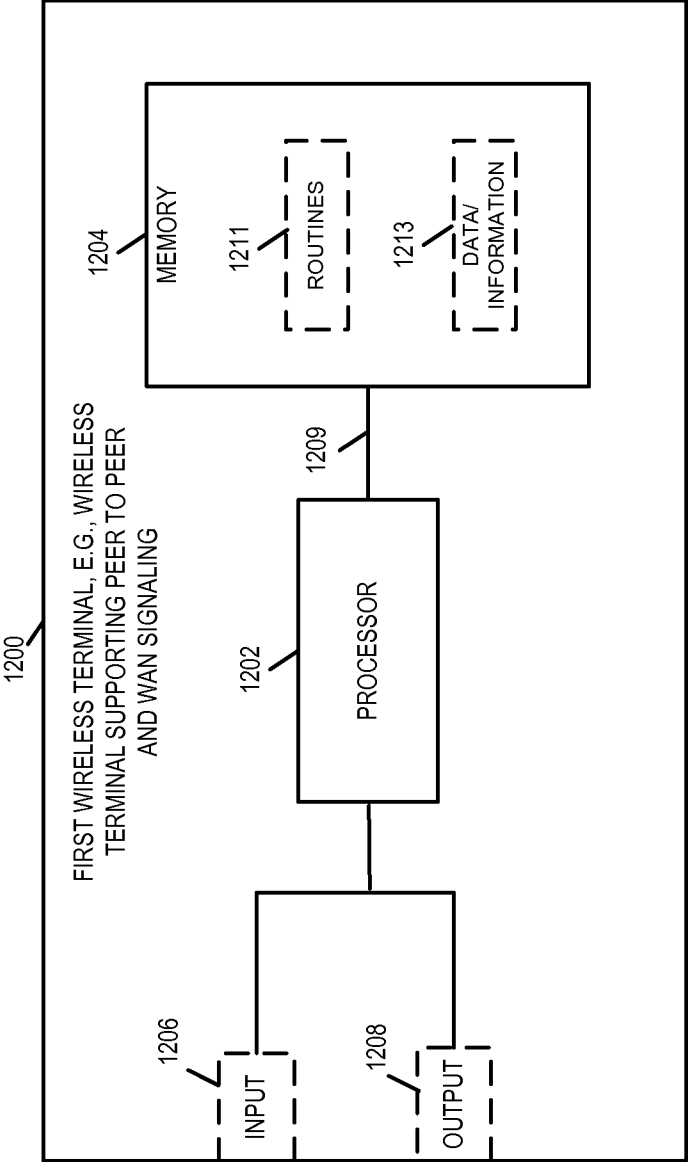 1200
FIRST WIRELESS TERMINAL, E.G., WIRELESS
TERMINAL SUPPORTING PEER TO PEER
AND WAN SIGNALING
1206
INPUT
1208
OUTPUT
1202
PROCESSOR
1209
1204
MEMORY
1211
ROUTINES
1213
DATA/
INFORMATION